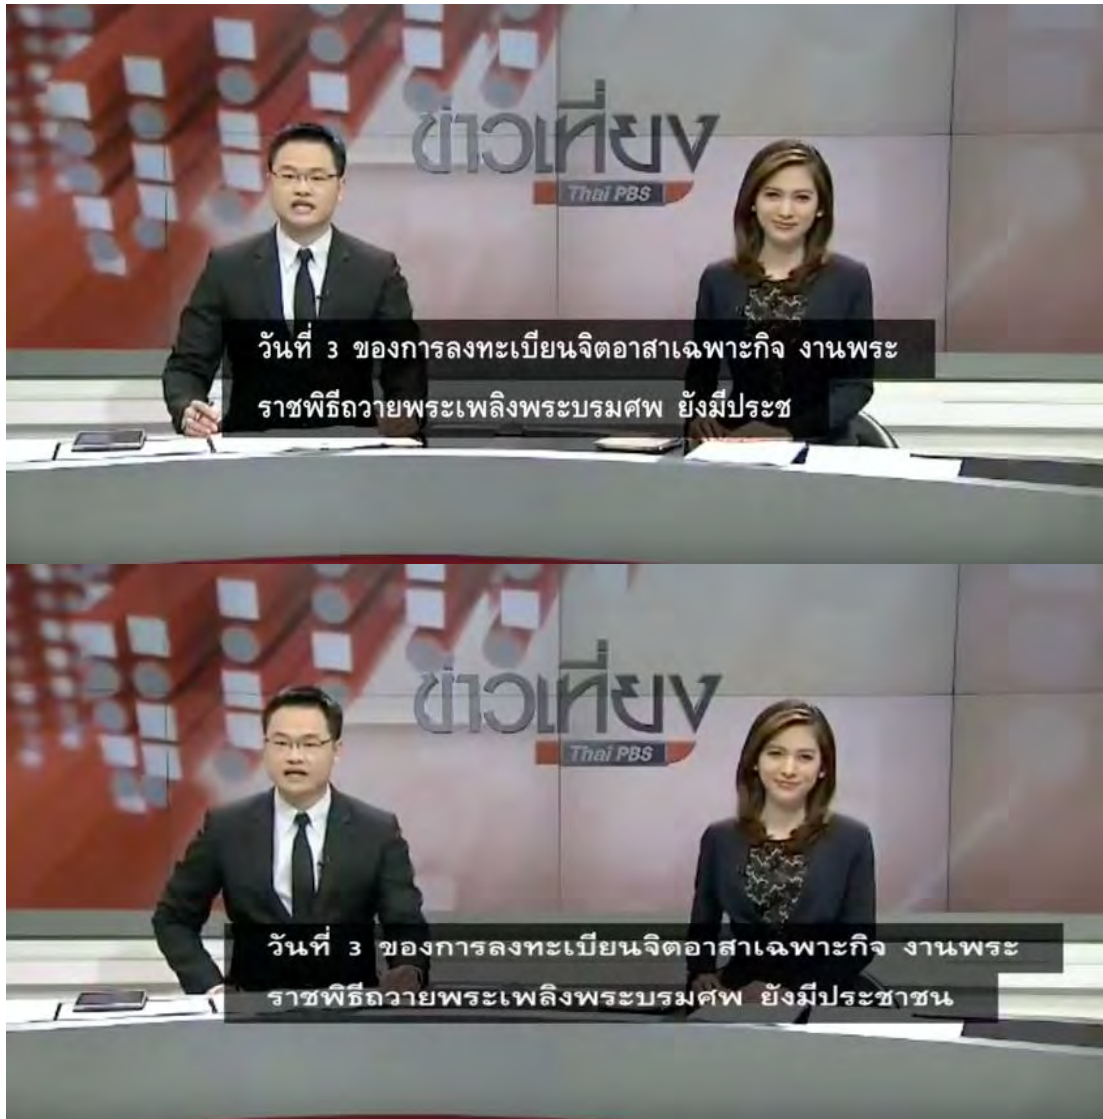 ข่าวเที่ยง
Thai PBS
วันที่ 3 ของการลงทะเบียนจิตอาสาเฉพาะกิจ งานพระ
ราชพิธีถวายพระเพลิงพระบรมศพ ยังมีประช
ข่าวเที่ยง
Thai PBS
วันที่ 3 ของการลงทะเบียนจิตอาสาเฉพาะกิจ งานพระ
ราชพิธีถวายพระเพลิงพระบรมศพ ยังมีประชาชน